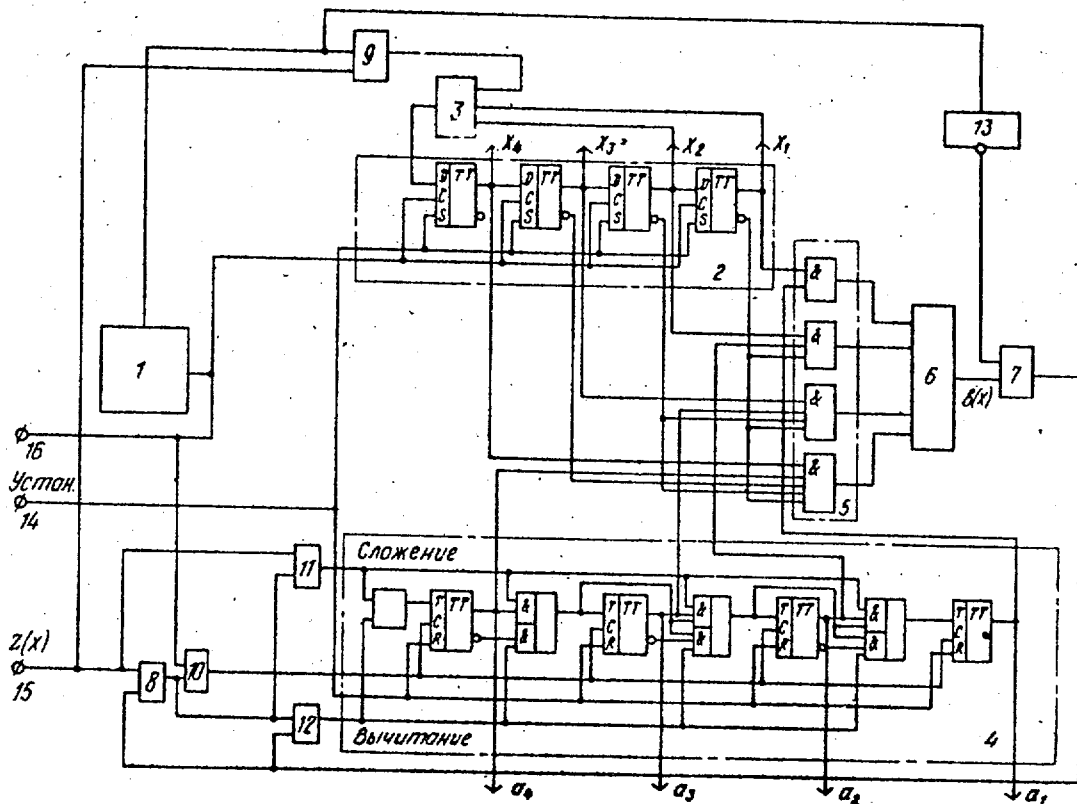 9
3
13
X₄ X₃ X₂ X₁
D TT D TT D TT D TT
C C C C
S S S S
2
&
&
&
&
5
1
6
б(x)
7
16
Устан.
14
11
Сложение
4
T TT & T TT & T TT & T TT
C & C & C & C
R R R R
Z(x)
15
8
10
12
Вычитание
a₄ a₃ a₂ a₁